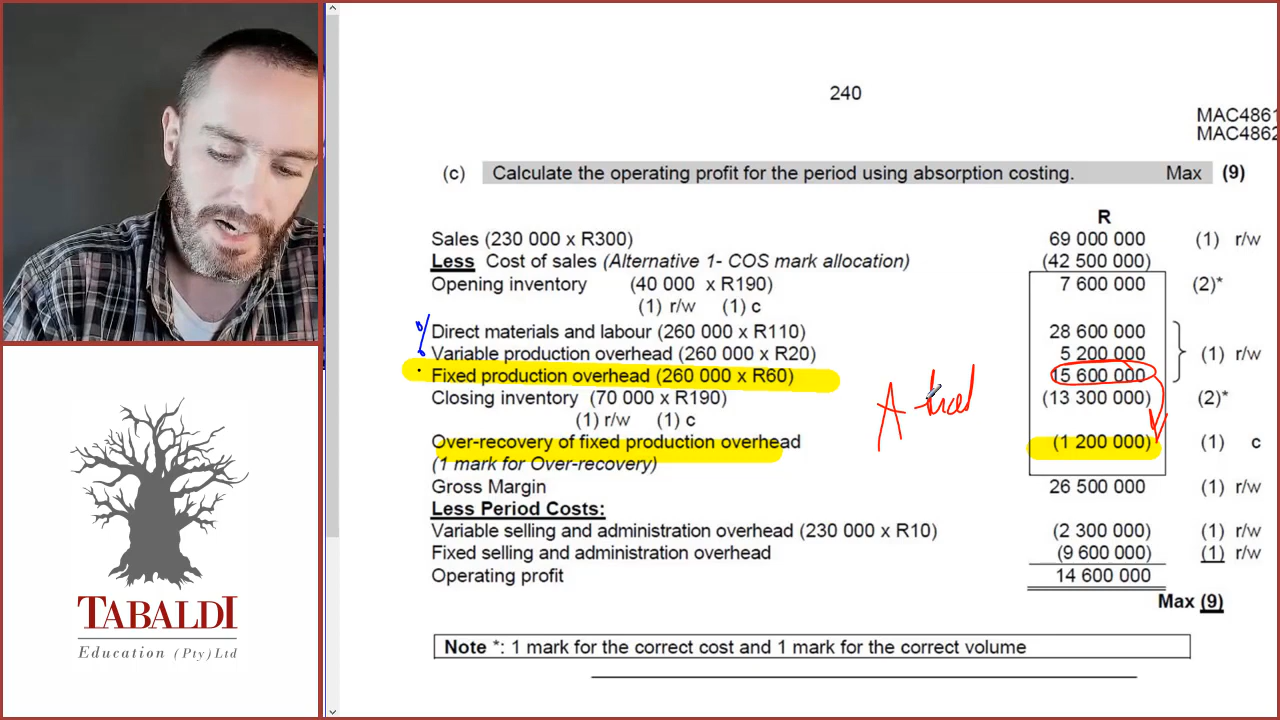 240
MAC4861
MAC4862
(c) Calculate the operating profit for the period using absorption costing. Max (9)
R
Sales (230 000 x R300) 69 000 000 (1) r/w
Less Cost of sales (Alternative 1- COS mark allocation) (42 500 000)
Opening inventory (40 000 x R190) 7 600 000 (2)*
(1) r/w (1) c
Direct materials and labour (260 000 x R110) 28 600 000
Variable production overhead (260 000 x R20) 5 200 000 (1) r/w
Fixed production overhead (260 000 x R60) 15 600 000
Closing inventory (70 000 x R190) (13 300 000) (2)*
(1) r/w (1) c
Over-recovery of fixed production overhead (1 200 000) (1) c
(1 mark for Over-recovery)
Gross Margin 26 500 000 (1) r/w
Less Period Costs:
Variable selling and administration overhead (230 000 x R10) (2 300 000) (1) r/w
Fixed selling and administration overhead (9 600 000) (1) r/w
Operating profit 14 600 000
Max (9)
Note *: 1 mark for the correct cost and 1 mark for the correct volume
TABALDI
Education (Pty) Ltd